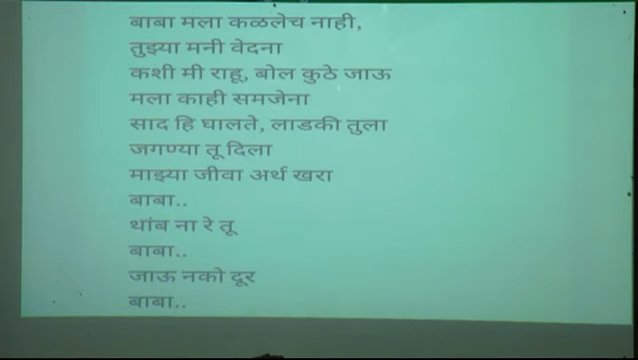 बाबा मला कळलेच नाही,
तुझ्या मनी वेदना
कशी मी राहू, बोल कुठे जाऊ
मला काही समजेना
साद हि घालते, लाडकी तुला
जगण्या तू दिला
माझ्या जीवा अर्थ खरा
बाबा..
थांब ना रे तू
बाबा..
जाऊ नको दूर
बाबा..